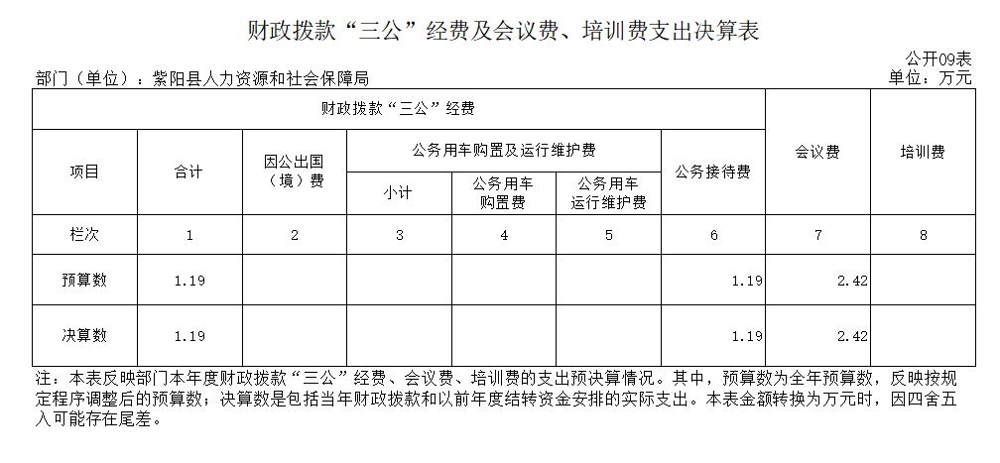 财政拨款“三公”经费及会议费、培训费支出决算表
公开09表
部门（单位）：紫阳县人力资源和社会保障局 单位：万元
财政拨款“三公”经费 会议费 培训费
项目 合计 因公出国（境）费 公务用车购置及运行维护费 公务接待费
小计 公务用车购置费 公务用车运行维护费
栏次 1 2 3 4 5 6 7 8
预算数 1.19 1.19 2.42
决算数 1.19 1.19 2.42
注：本表反映部门本年度财政拨款“三公”经费、会议费、培训费的支出预决算情况。其中，预算数为全年预算数，反映按规
定程序调整后的预算数；决算数是包括当年财政拨款和以前年度结转资金安排的实际支出。本表金额转换为万元时，因四舍五
入可能存在尾差。